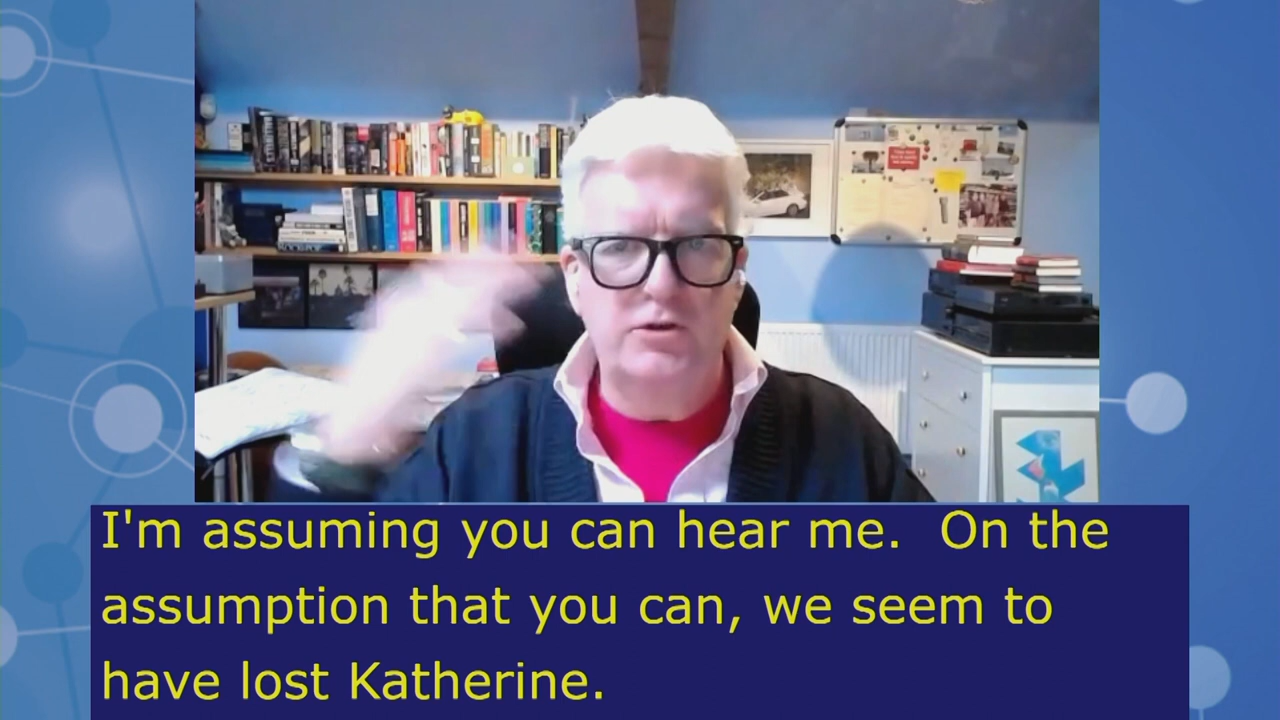 I'm assuming you can hear me.  On the
assumption that you can, we seem to
have lost Katherine.